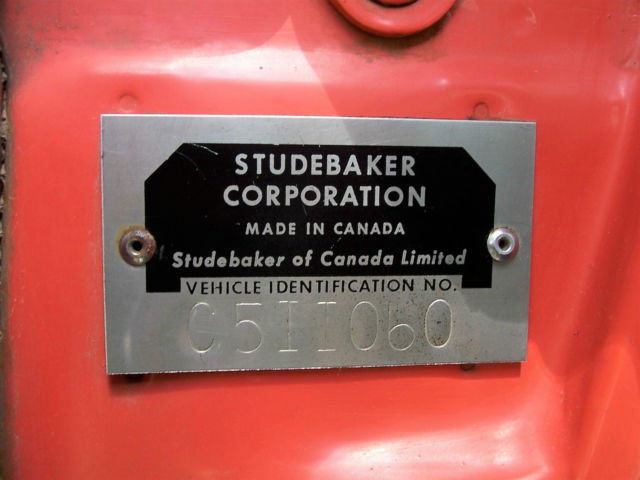 STUDEBAKER
CORPORATION
MADE IN CANADA
Studebaker of Canada Limited
VEHICLE IDENTIFICATION NO.
C511060